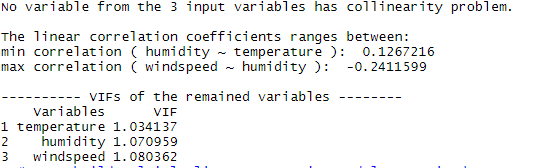 No variable from the 3 input variables has collinearity problem.
The linear correlation coefficients ranges between:
min correlation ( humidity ~ temperature ):  0.1267216
max correlation ( windspeed ~ humidity ):  -0.2411599
---------- VIFs of the remained variables --------
    Variables      VIF
1 temperature 1.034137
2    humidity 1.070959
3   windspeed 1.080362